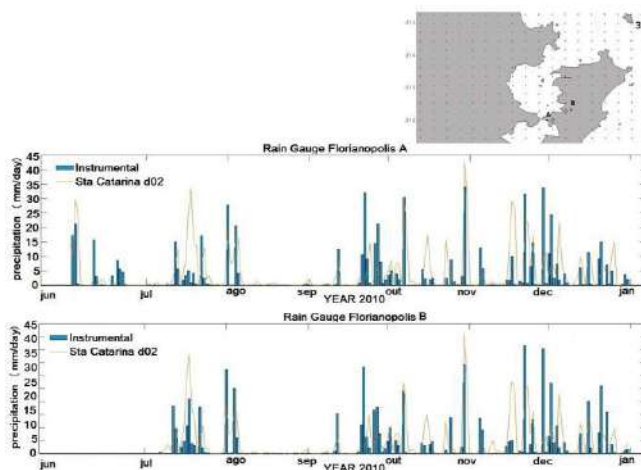 3
B
A
Rain Gauge Florianopolis A
precipitation (mm/day)
45
40
35
30
25
20
15
10
5
0
Instrumental
Sta Catarina d02
jun jul ago sep out nov dec jan
YEAR 2010
Rain Gauge Florianopolis B
precipitation (mm/day)
45
40
35
30
25
20
15
10
5
0
Instrumental
Sta Catarina d02
jun jul ago sep out nov dec jan
YEAR 2010